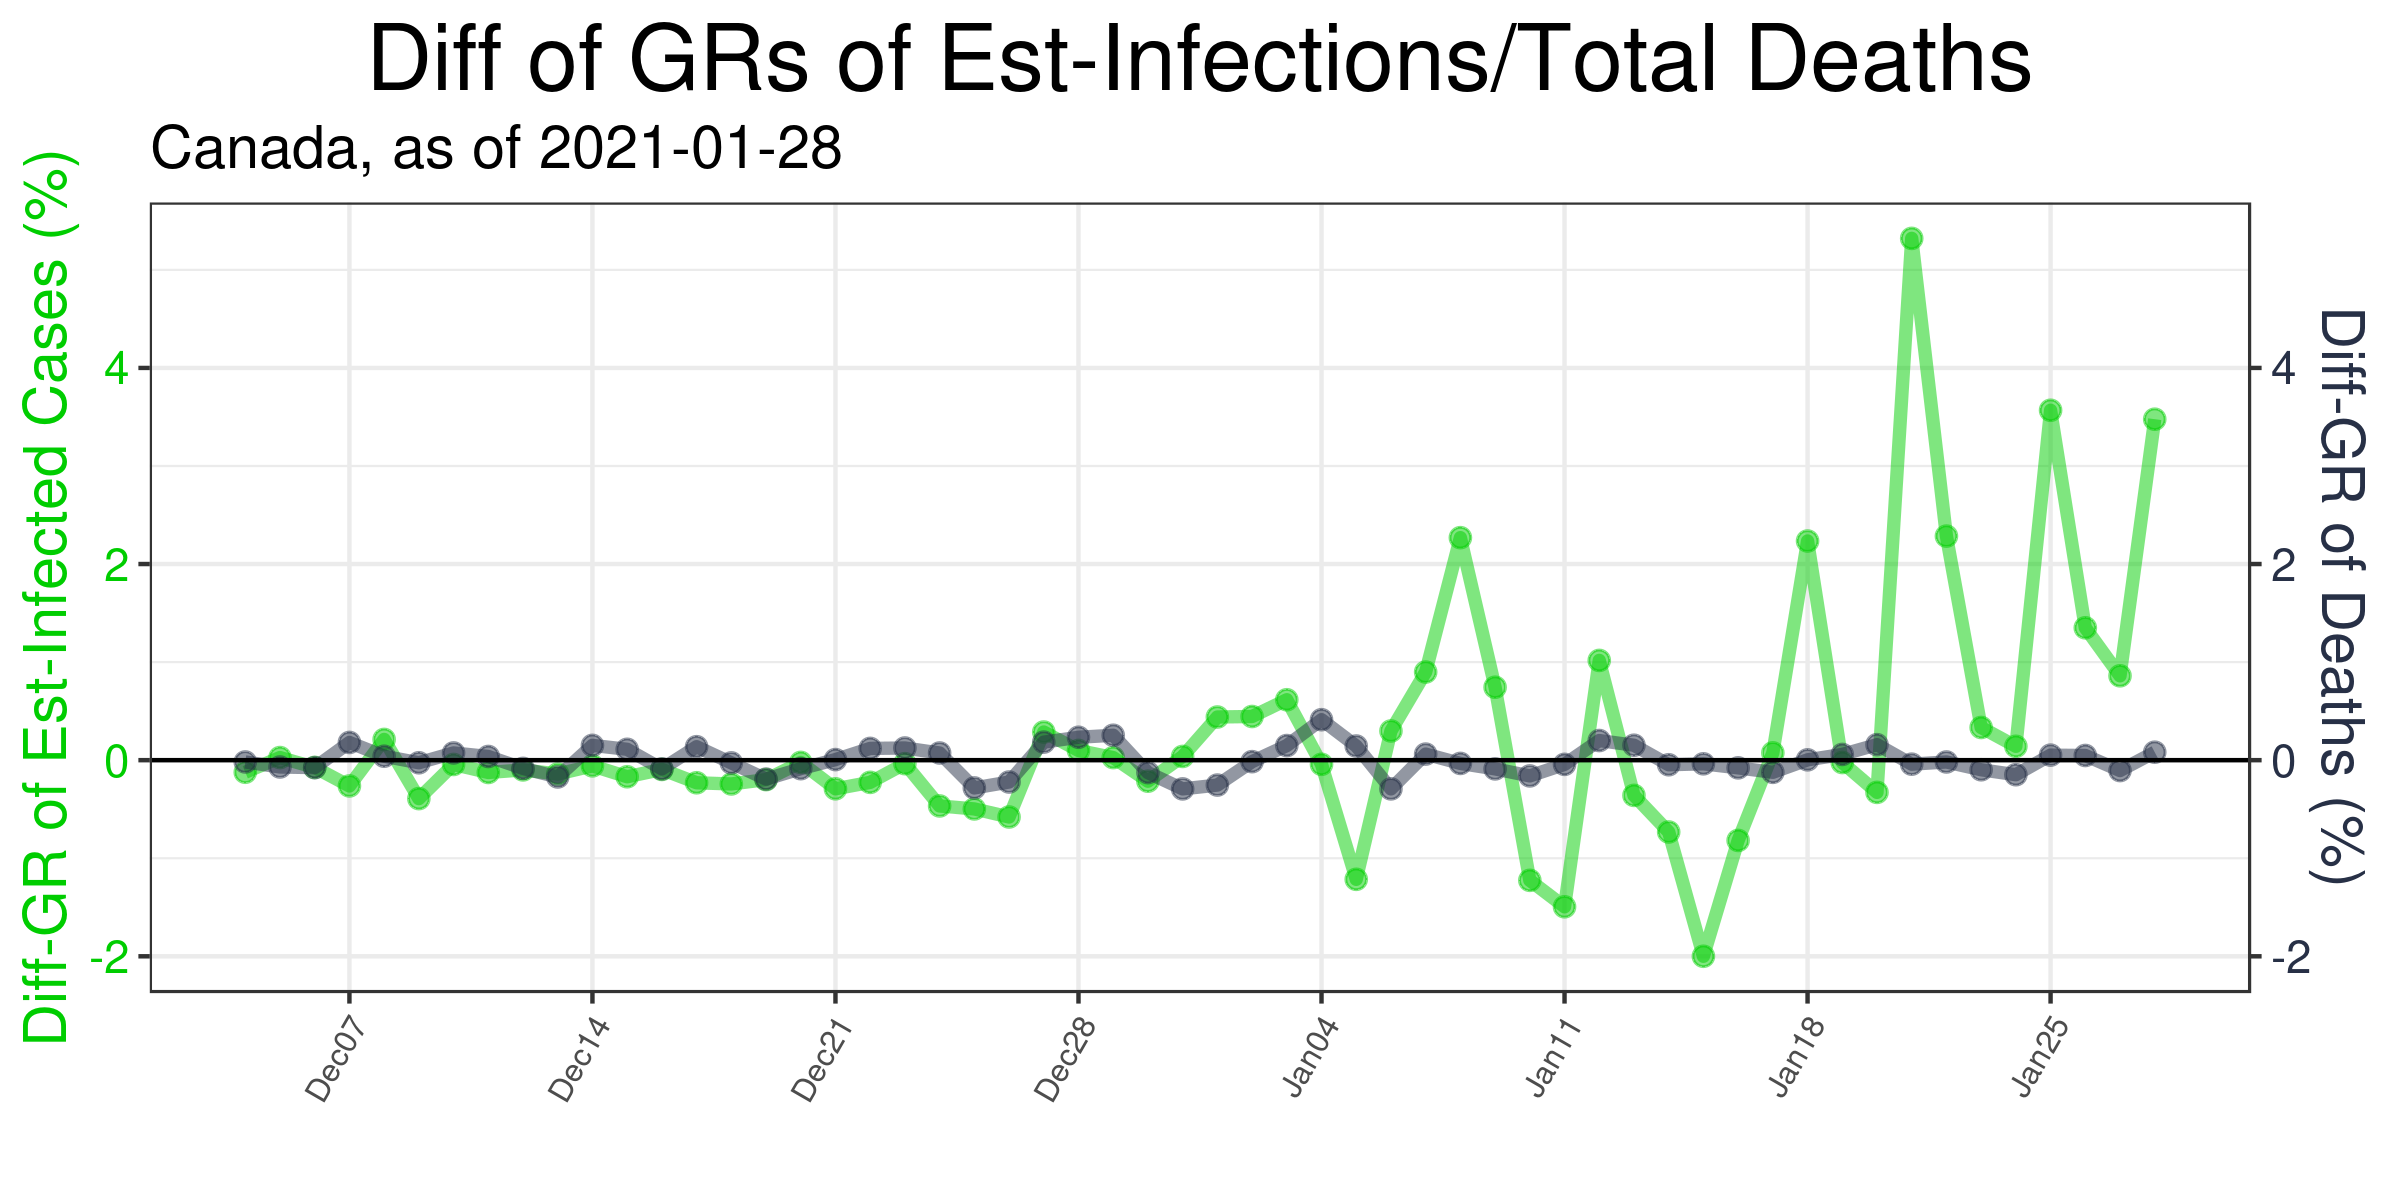 Diff of GRs of Est-Infections/Total Deaths
Canada, as of 2021-01-28
Diff-GR of Est-Infected Cases (%)
4
2
0
-2
4
2
0
-2
Diff-GR of Deaths (%)
Dec07
Dec14
Dec21
Dec28
Jan04
Jan11
Jan18
Jan25